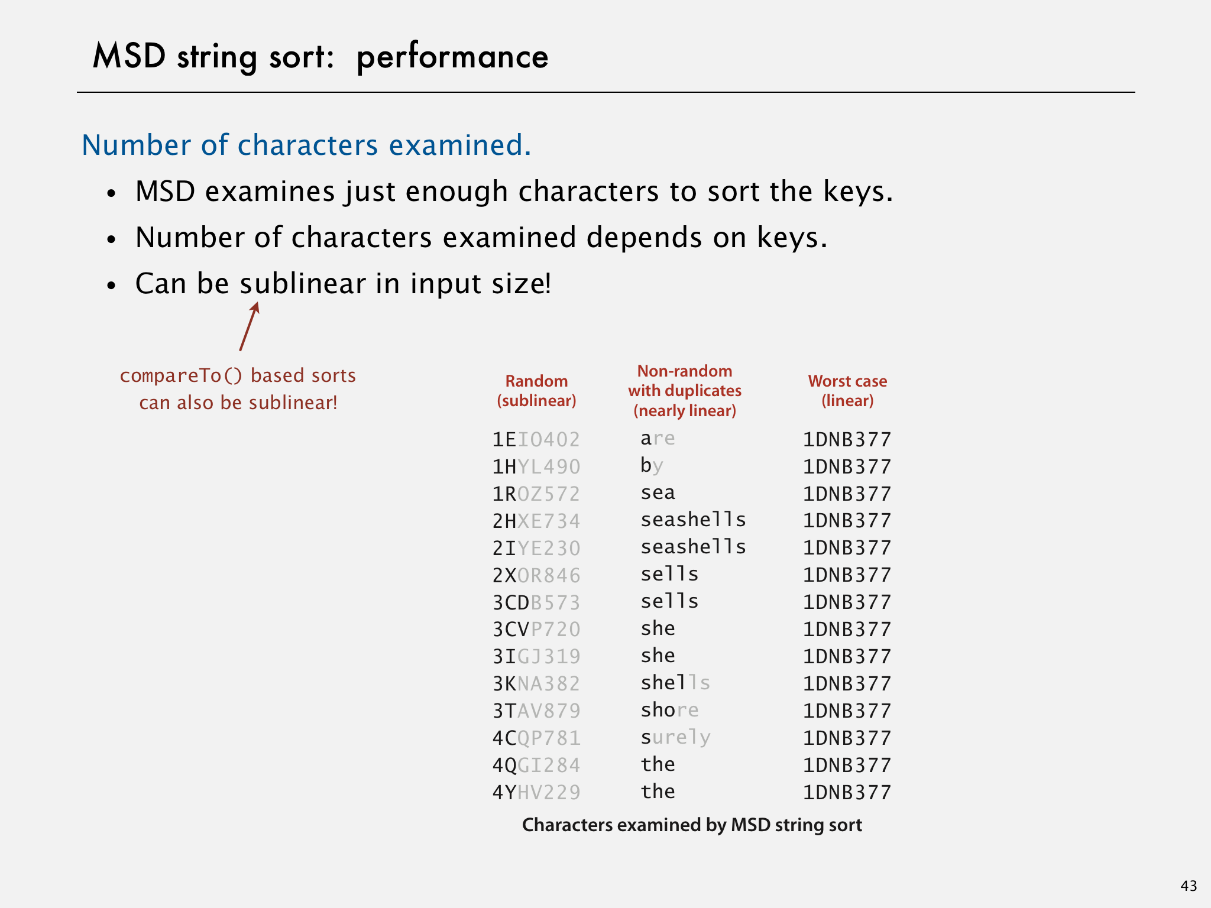 MSD string sort: performance
Number of characters examined.
• MSD examines just enough characters to sort the keys.
• Number of characters examined depends on keys.
• Can be sublinear in input size!
compareTo() based sorts
can also be sublinear!
Random
(sublinear)
1EIO402
1HYL490
1ROZ572
2HXE734
2IYE230
2XOR846
3CDB573
3CVP720
3IGJ319
3KNA382
3TAV879
4CQP781
4QGI284
4YHV229
Non-random
with duplicates
(nearly linear)
are
by
sea
seashells
seashells
sells
sells
she
she
shells
shore
surely
the
the
Worst case
(linear)
1DNB377
1DNB377
1DNB377
1DNB377
1DNB377
1DNB377
1DNB377
1DNB377
1DNB377
1DNB377
1DNB377
1DNB377
1DNB377
1DNB377
Characters examined by MSD string sort
43